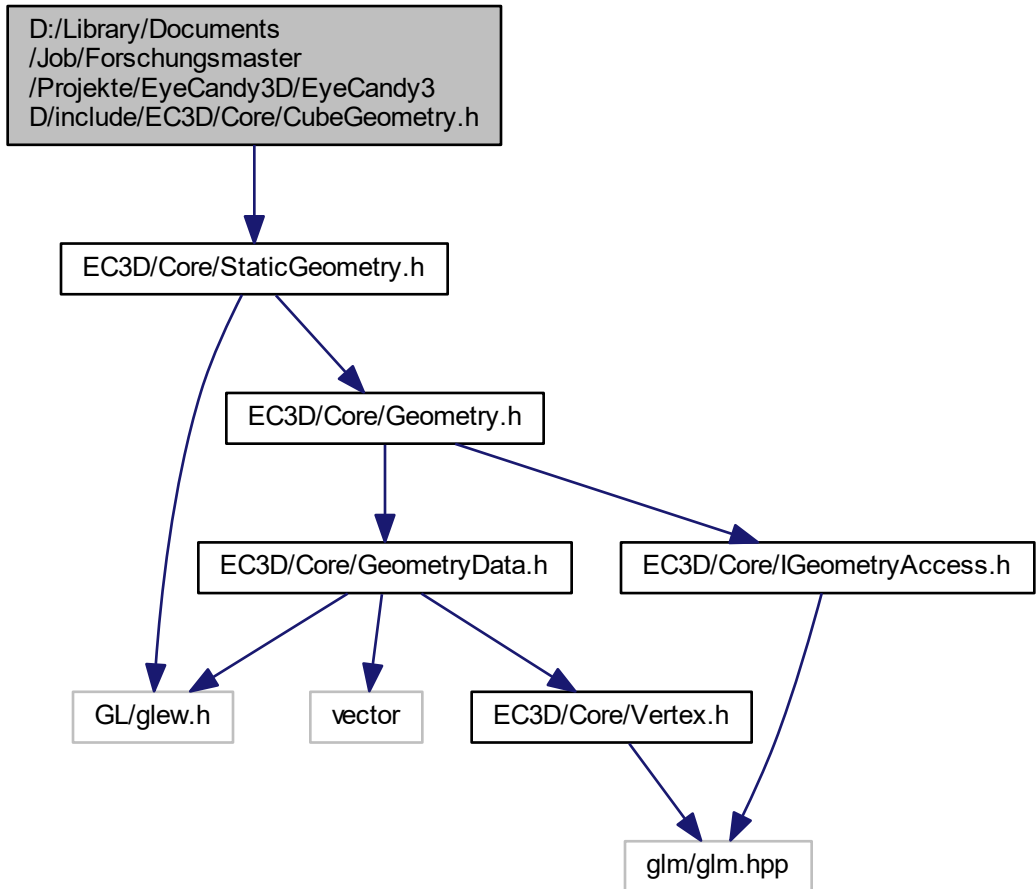 D:/Library/Documents
/Job/Forschungsmaster
/Projekte/EyeCandy3D/EyeCandy3
D/include/EC3D/Core/CubeGeometry.h
EC3D/Core/StaticGeometry.h
EC3D/Core/Geometry.h
EC3D/Core/GeometryData.h
EC3D/Core/IGeometryAccess.h
GL/glew.h
vector
EC3D/Core/Vertex.h
glm/glm.hpp